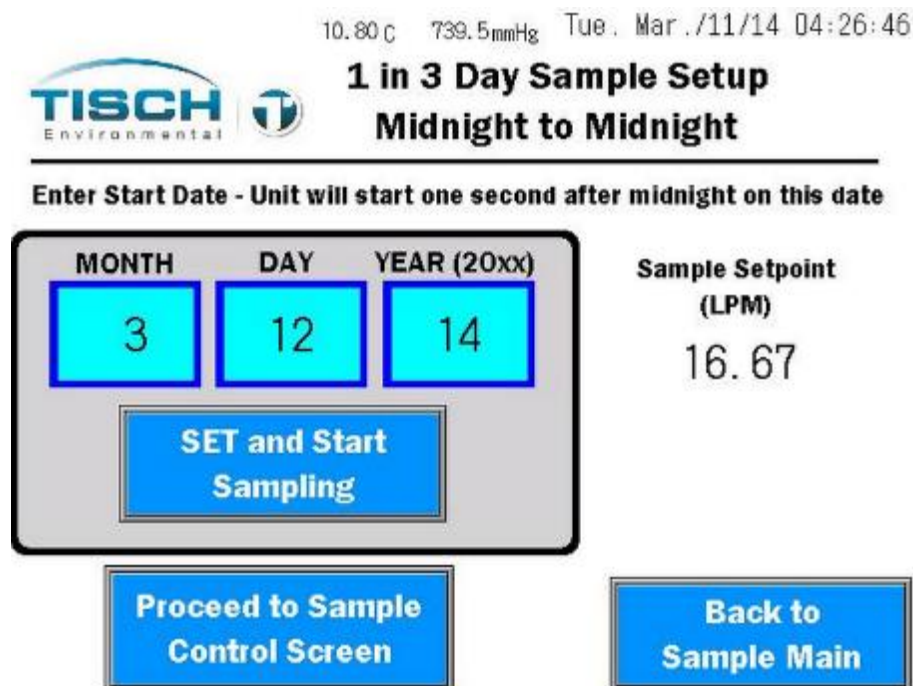 10.80 C 739.5 mmHg Tue. Mar./11/14 04:26:46
TISCH
Environmental
1 in 3 Day Sample Setup
Midnight to Midnight
Enter Start Date - Unit will start one second after midnight on this date
MONTH DAY YEAR (20xx)
3 12 14
SET and Start
Sampling
Sample Setpoint
(LPM)
16.67
Proceed to Sample
Control Screen
Back to
Sample Main